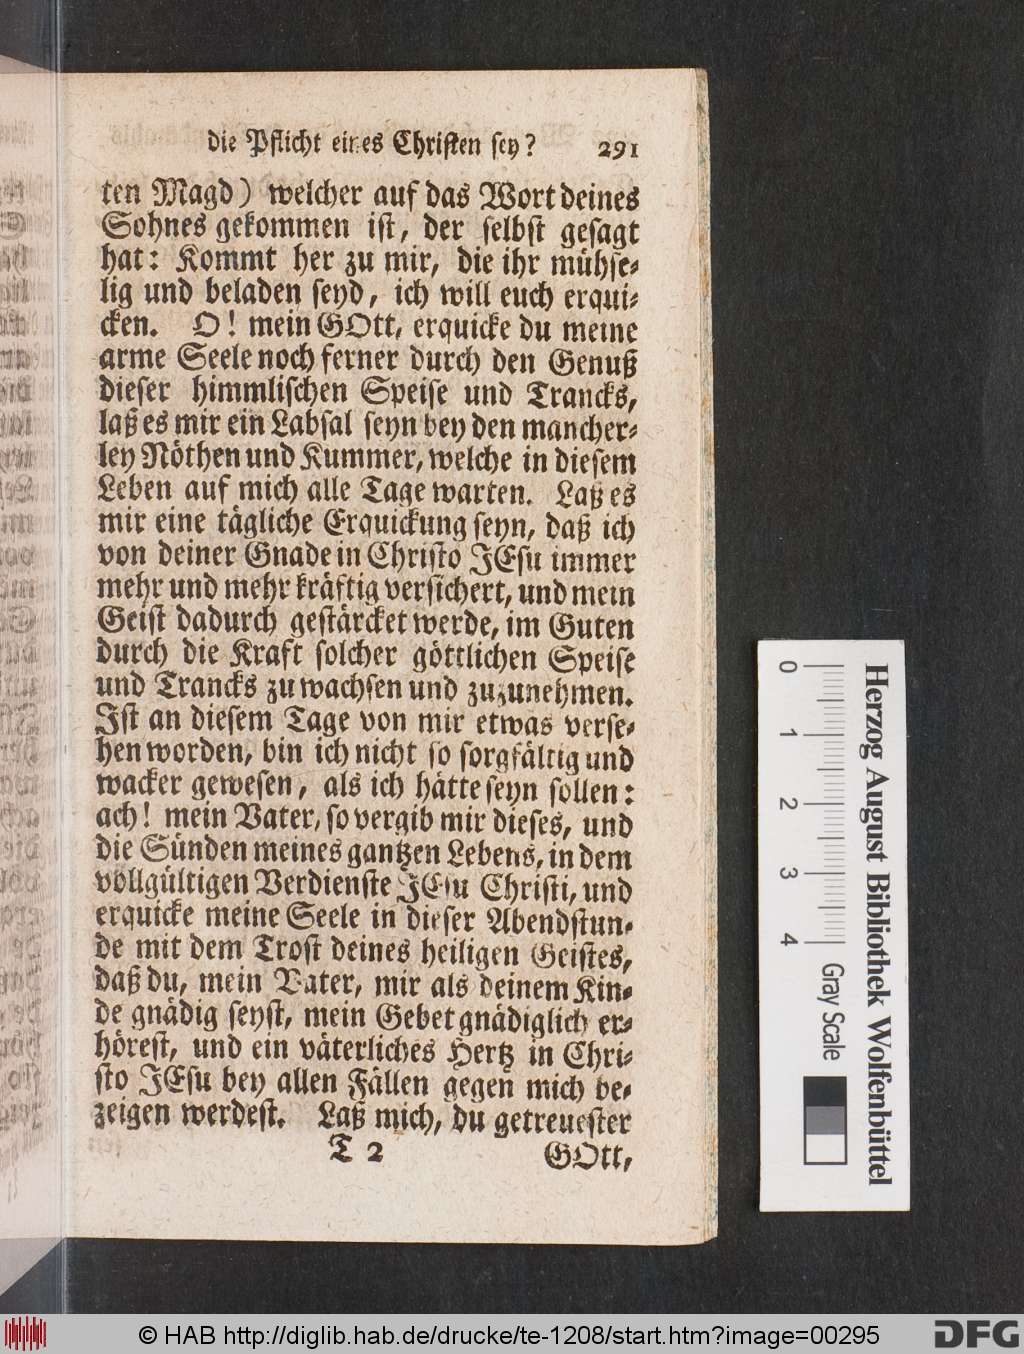 die Pflicht eines Christen sey? 291
ten Magd) welcher auf das Wort deines
Sohnes gekommen ist, der selbst gesagt
hat: Kommt her zu mir, die ihr mühse-
lig und beladen seyd, ich will euch erqui-
cken. O! mein GOtt, erquicke du meine
arme Seele noch ferner durch den Genuß
dieser himmlischen Speise und Trancks,
laß es mir ein Labsal seyn bey den mancher-
ley Nöthen und Kummer, welche in diesem
Leben auf mich alle Tage warten. Laß es
mir eine tägliche Erquickung seyn, daß ich
von deiner Gnade in Christo JEsu immer
mehr und mehr kräftig versichert, und mein
Geist dadurch gestärcket werde, im Guten
durch die Kraft solcher göttlichen Speise
und Trancks zu wachsen und zuzunehmen.
Ist an diesem Tage von mir etwas verse-
hen worden, bin ich nicht so sorgfältig und
wacker gewesen, als ich hätte seyn sollen:
ach! mein Vater, so vergib mir dieses, und
die Sünden meines gantzen Lebens, in dem
vollgültigen Verdienste JEsu Christi, und
erquicke meine Seele in dieser Abendstun-
de mit dem Trost deines heiligen Geistes,
daß du, mein Vater, mir als deinem Kin-
de gnädig seyst, mein Gebet gnädiglich er-
hörest, und ein väterliches Hertz in Chri-
sto JEsu bey allen Fällen gegen mich be-
zeigen werdest. Laß mich, du getreuester
T 2 GOtt,
0 1 2 3 4 Gray Scale
Herzog August Bibliothek Wolfenbüttel
© HAB http://diglib.hab.de/drucke/te-1208/start.htm?image=00295
DFG